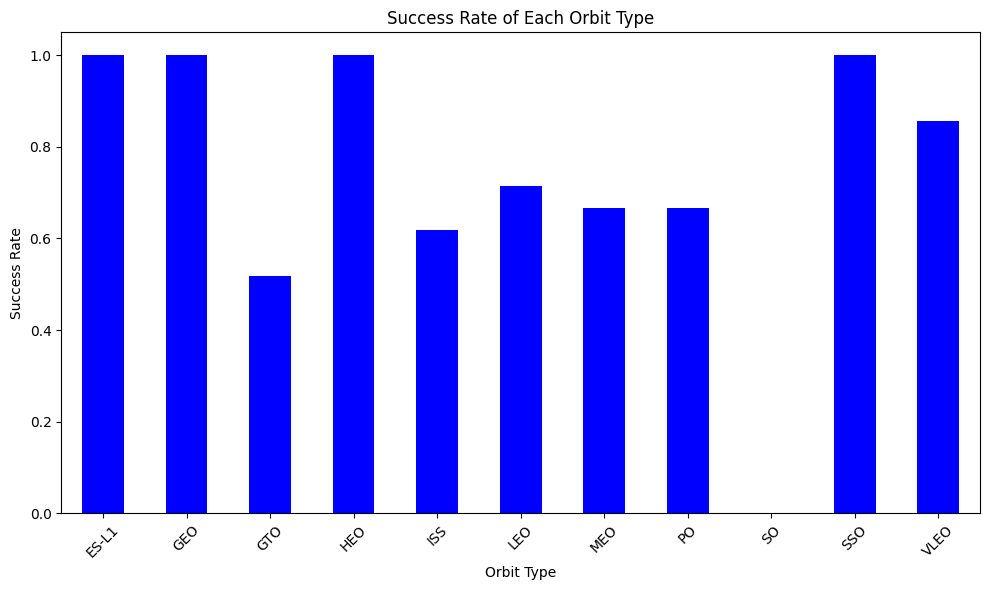 Success Rate of Each Orbit Type
1.0
0.8
0.6
0.4
0.2
0.0
Success Rate
ES-L1 GEO GTO HEO ISS LEO MEO PO SO SSO VLEO
Orbit Type